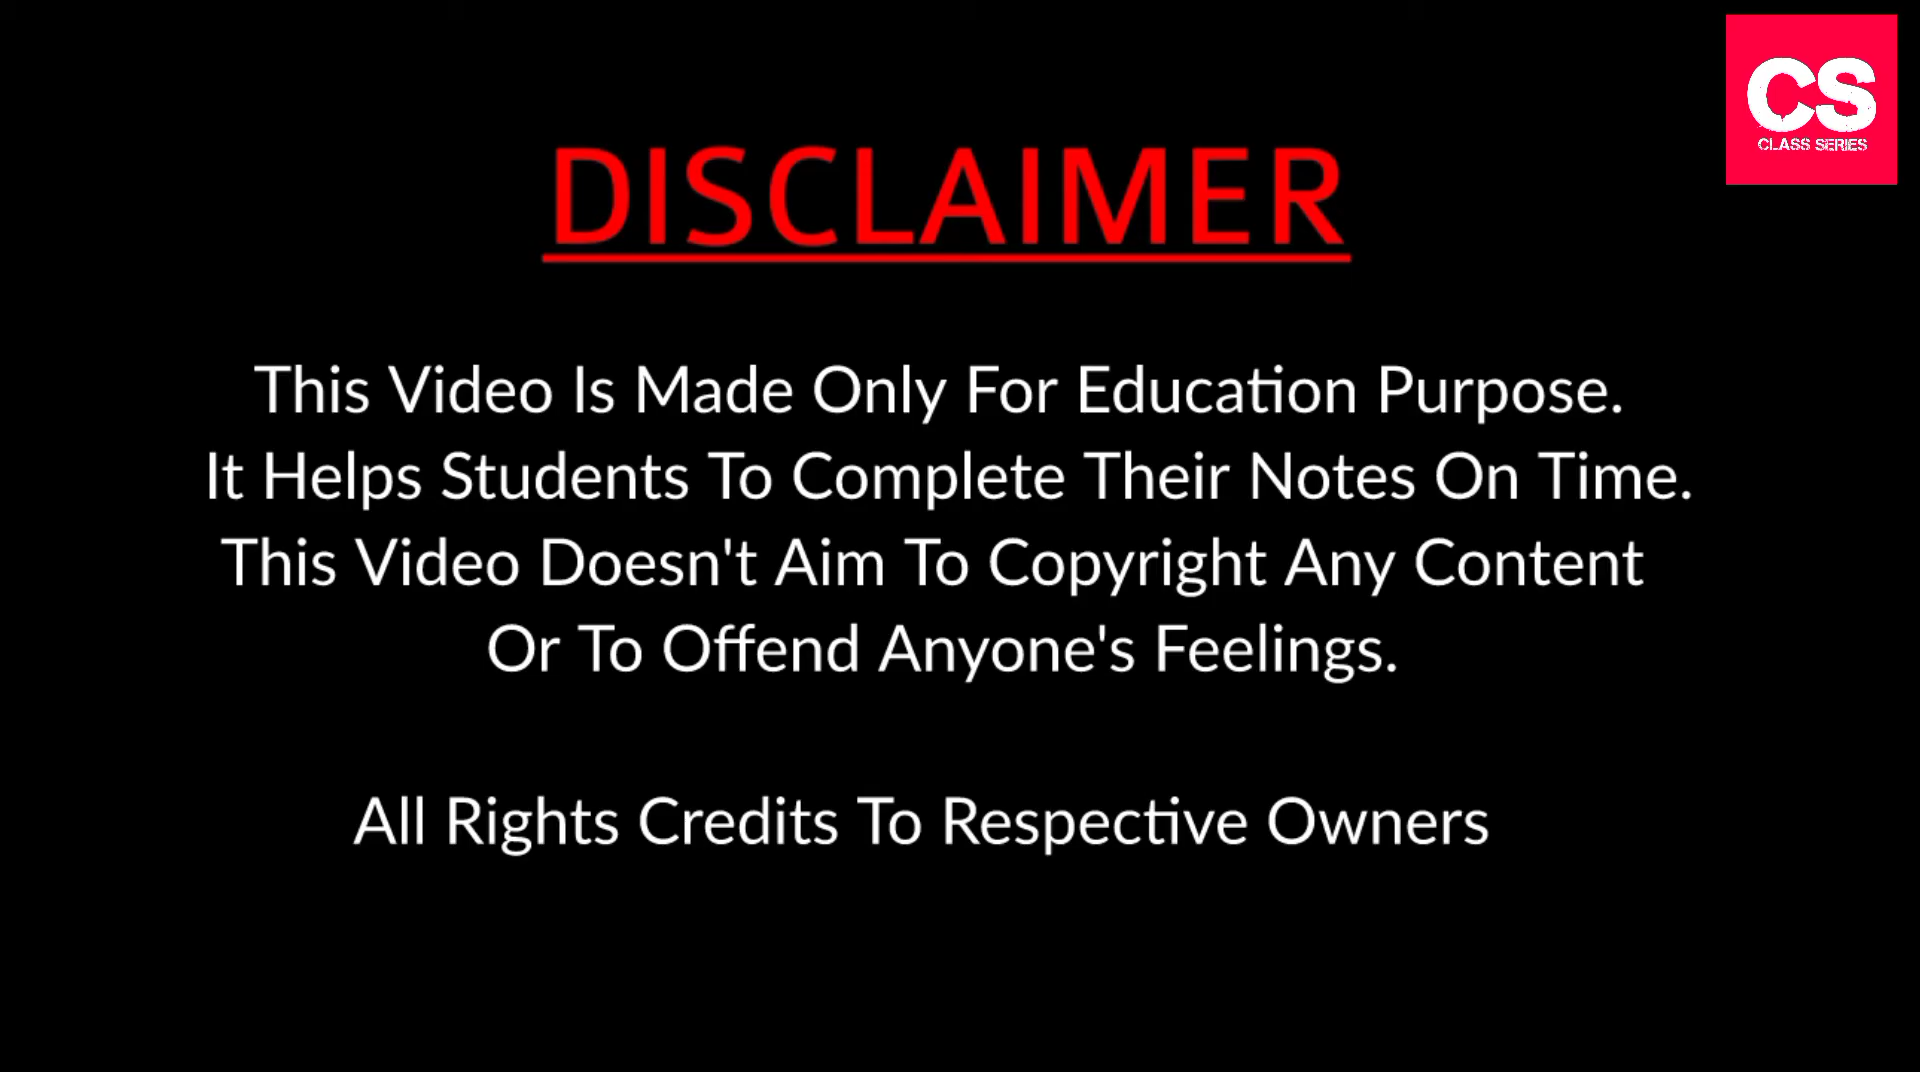 CS
CLASS SERIES
DISCLAIMER
This Video Is Made Only For Education Purpose.
It Helps Students To Complete Their Notes On Time.
This Video Doesn't Aim To Copyright Any Content
Or To Offend Anyone's Feelings.
All Rights Credits To Respective Owners